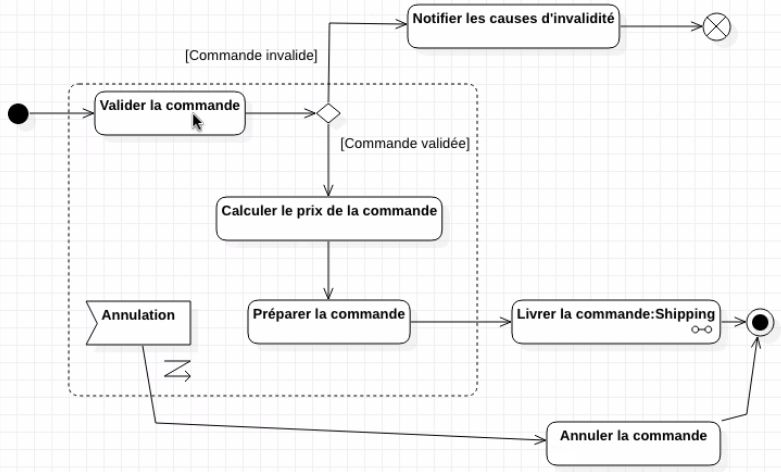 Notifier les causes d'invalidité
[Commande invalide]
Valider la commande
[Commande validée]
Calculer le prix de la commande
Annulation
Préparer la commande
Livrer la commande:Shipping
Annuler la commande